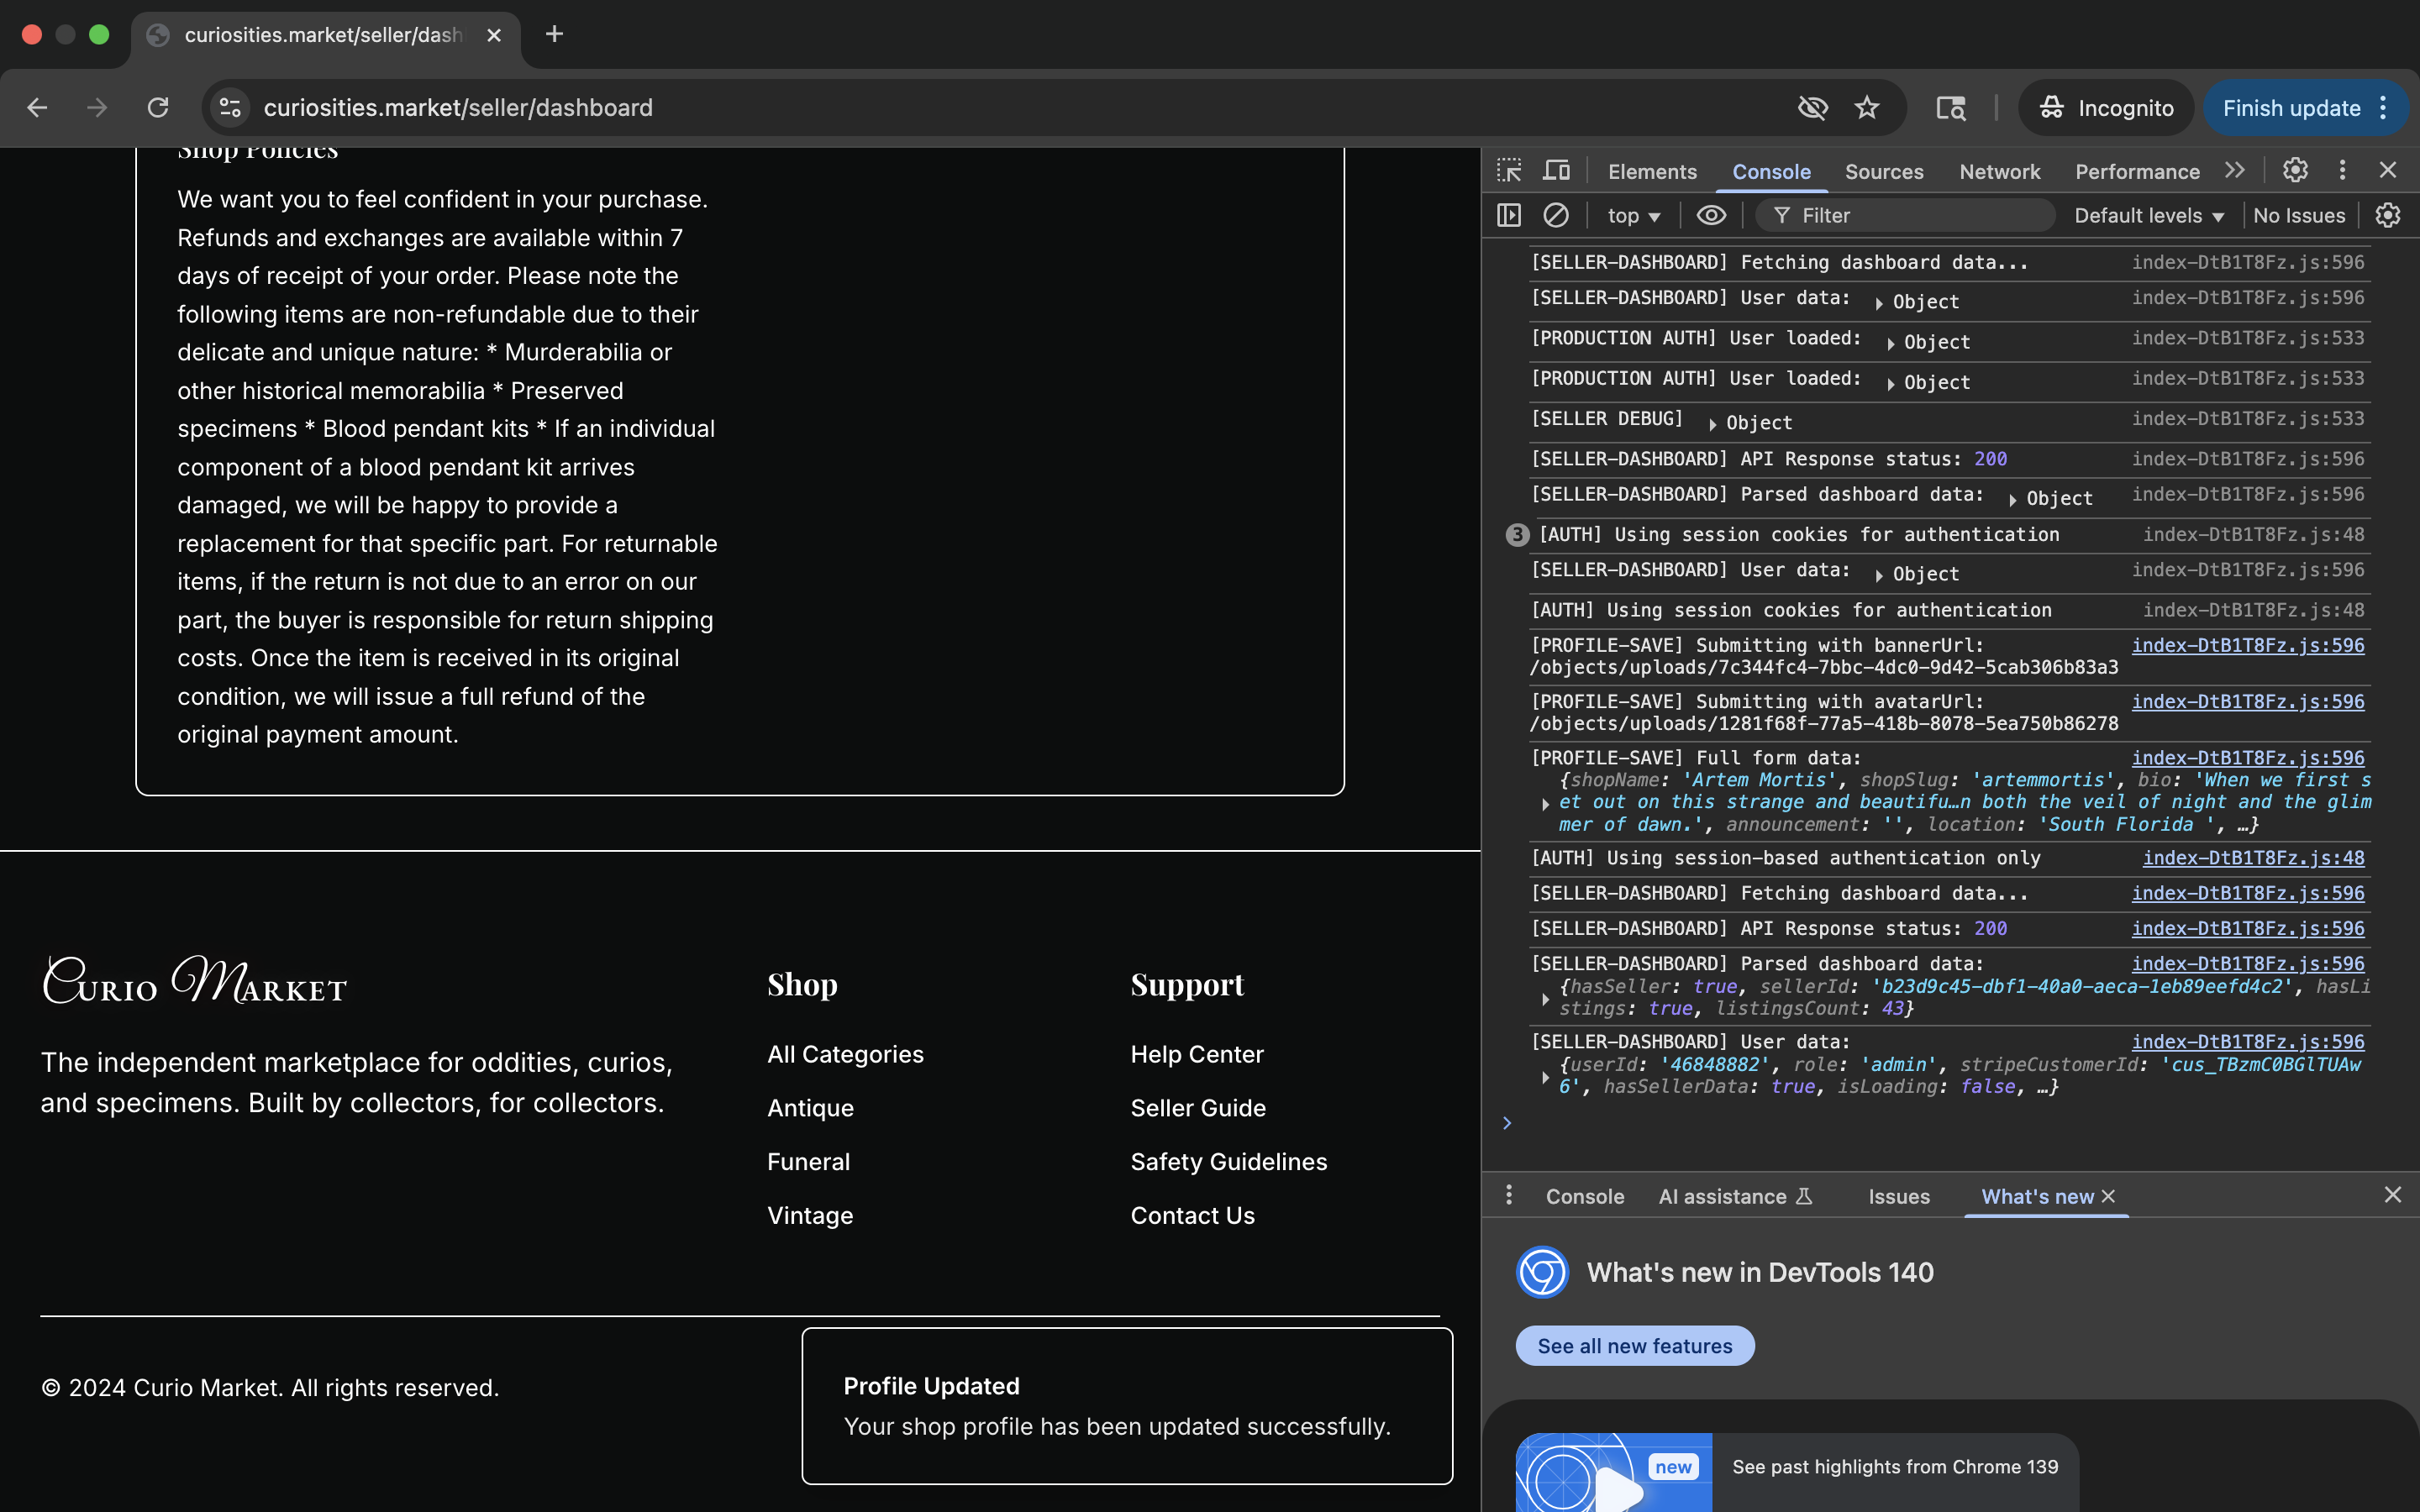 curiosities.market/seller/dash
curiosities.market/seller/dashboard
Incognito
Finish update
Shop Policies
We want you to feel confident in your purchase.
Refunds and exchanges are available within 7
days of receipt of your order. Please note the
following items are non-refundable due to their
delicate and unique nature: * Murderabilia or
other historical memorabilia * Preserved
specimens * Blood pendant kits * If an individual
component of a blood pendant kit arrives
damaged, we will be happy to provide a
replacement for that specific part. For returnable
items, if the return is not due to an error on our
part, the buyer is responsible for return shipping
costs. Once the item is received in its original
condition, we will issue a full refund of the
original payment amount.
Curio Market
The independent marketplace for oddities, curios,
and specimens. Built by collectors, for collectors.
Shop
All Categories
Antique
Funeral
Vintage
Support
Help Center
Seller Guide
Safety Guidelines
Contact Us
© 2024 Curio Market. All rights reserved.
Profile Updated
Your shop profile has been updated successfully.
Elements Console Sources Network Performance
top Filter Default levels No Issues
[SELLER-DASHBOARD] Fetching dashboard data... index-DtB1T8Fz.js:596
[SELLER-DASHBOARD] User data: Object index-DtB1T8Fz.js:596
[PRODUCTION AUTH] User loaded: Object index-DtB1T8Fz.js:533
[PRODUCTION AUTH] User loaded: Object index-DtB1T8Fz.js:533
[SELLER DEBUG] Object index-DtB1T8Fz.js:533
[SELLER-DASHBOARD] API Response status: 200 index-DtB1T8Fz.js:596
[SELLER-DASHBOARD] Parsed dashboard data: Object index-DtB1T8Fz.js:596
3 [AUTH] Using session cookies for authentication index-DtB1T8Fz.js:48
[SELLER-DASHBOARD] User data: Object index-DtB1T8Fz.js:596
[AUTH] Using session cookies for authentication index-DtB1T8Fz.js:48
[PROFILE-SAVE] Submitting with bannerUrl: index-DtB1T8Fz.js:596
/objects/uploads/7c344fc4-7bbc-4dc0-9d42-5cab306b83a3
[PROFILE-SAVE] Submitting with avatarUrl: index-DtB1T8Fz.js:596
/objects/uploads/1281f68f-77a5-418b-8078-5ea750b86278
[PROFILE-SAVE] Full form data: index-DtB1T8Fz.js:596
{shopName: 'Artem Mortis', shopSlug: 'artemmortis', bio: 'When we first s
et out on this strange and beautifu…n both the veil of night and the glim
mer of dawn.', announcement: '', location: 'South Florida ', …}
[AUTH] Using session-based authentication only index-DtB1T8Fz.js:48
[SELLER-DASHBOARD] Fetching dashboard data... index-DtB1T8Fz.js:596
[SELLER-DASHBOARD] API Response status: 200 index-DtB1T8Fz.js:596
[SELLER-DASHBOARD] Parsed dashboard data: index-DtB1T8Fz.js:596
{hasSeller: true, sellerId: 'b23d9c45-dbf1-40a0-aeca-1eb89eefd4c2', hasLi
stings: true, listingsCount: 43}
[SELLER-DASHBOARD] User data: index-DtB1T8Fz.js:596
{userId: '46848882', role: 'admin', stripeCustomerId: 'cus_TBzmC0BGlTUAw
6', hasSellerData: true, isLoading: false, …}
Console AI assistance Issues What's new
What's new in DevTools 140
See all new features
new
See past highlights from Chrome 139